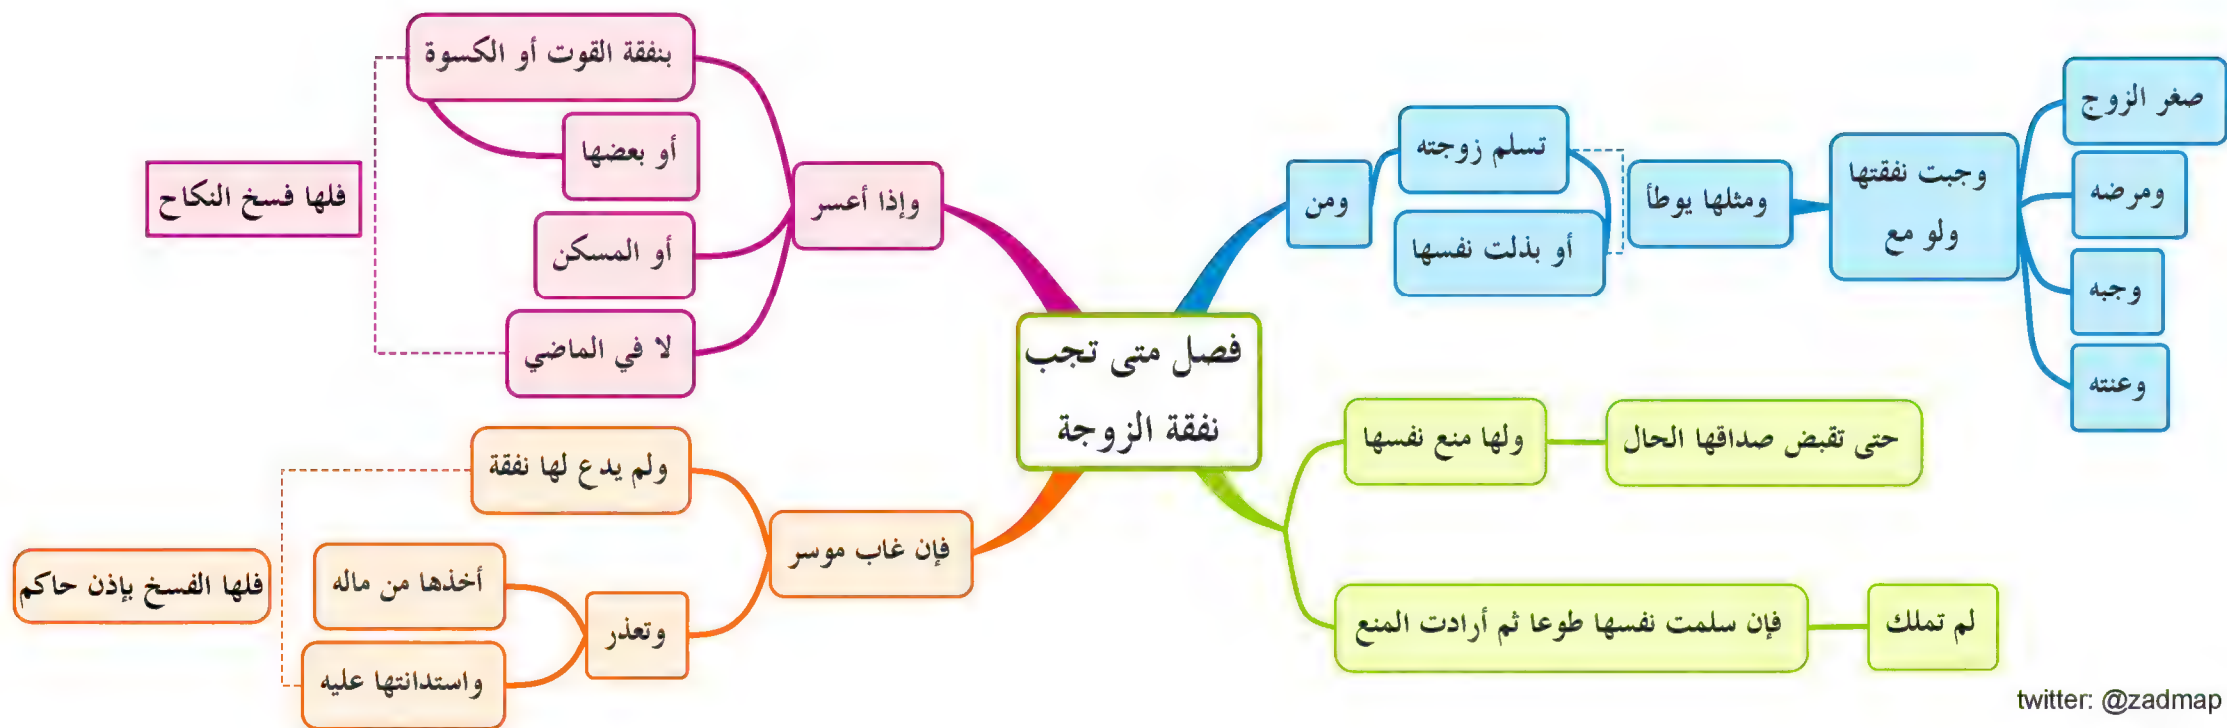 فصل متى تجب
نفقة الزوجة
ومن
تسلم زوجته
أو بذلت نفسها
ومثلها يوطأ
وجبت نفقتها
ولو مع
صغر الزوج
ومرضه
وجبه
وعنته
ولها منع نفسها
حتى تقبض صداقها الحال
فإن سلمت نفسها طوعا ثم أرادت المنع
لم تملك
وإذا أعسر
بنفقة القوت أو الكسوة
أو بعضها
أو المسكن
لا في الماضي
فلها فسخ النكاح
فإن غاب موسر
ولم يدع لها نفقة
وتعذر
أخذها من ماله
واستدانتها عليه
فلها الفسخ بإذن حاكم
twitter: @zadmap